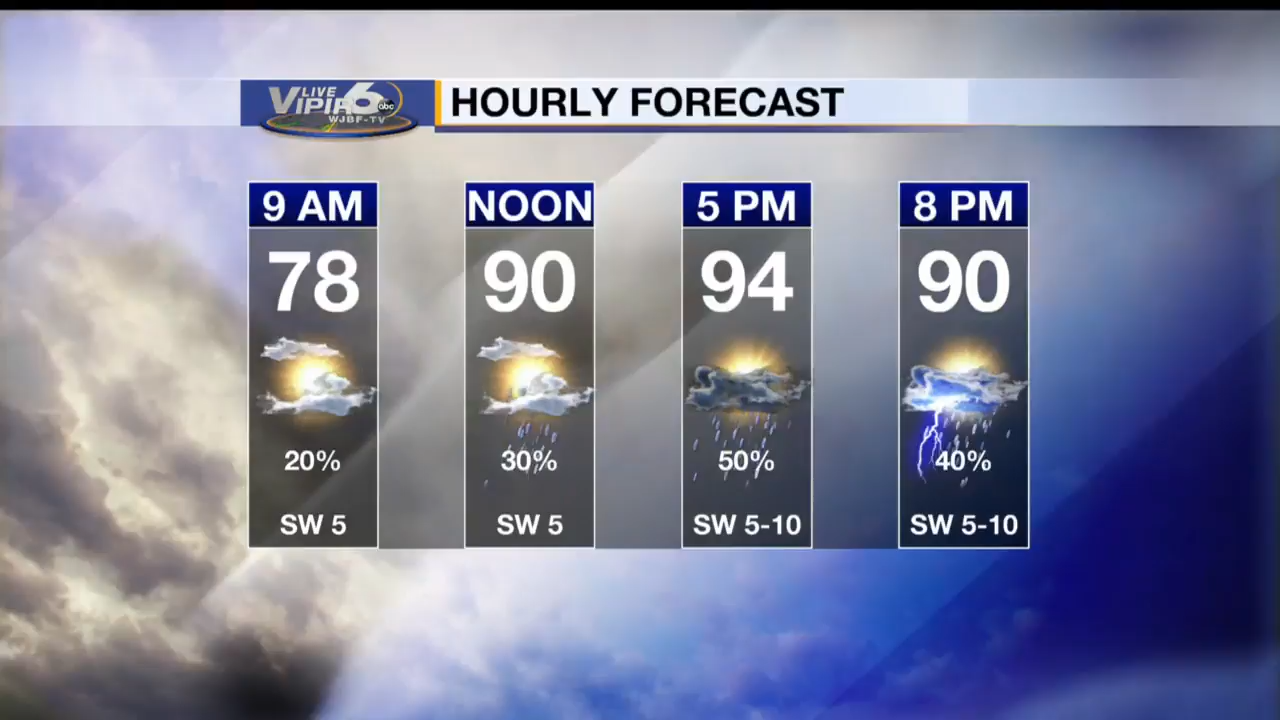 LIVE
VIPIR 6 abc
WJBF-TV
HOURLY FORECAST
9 AM
78
20%
SW 5
NOON
90
30%
SW 5
5 PM
94
50%
SW 5-10
8 PM
90
40%
SW 5-10